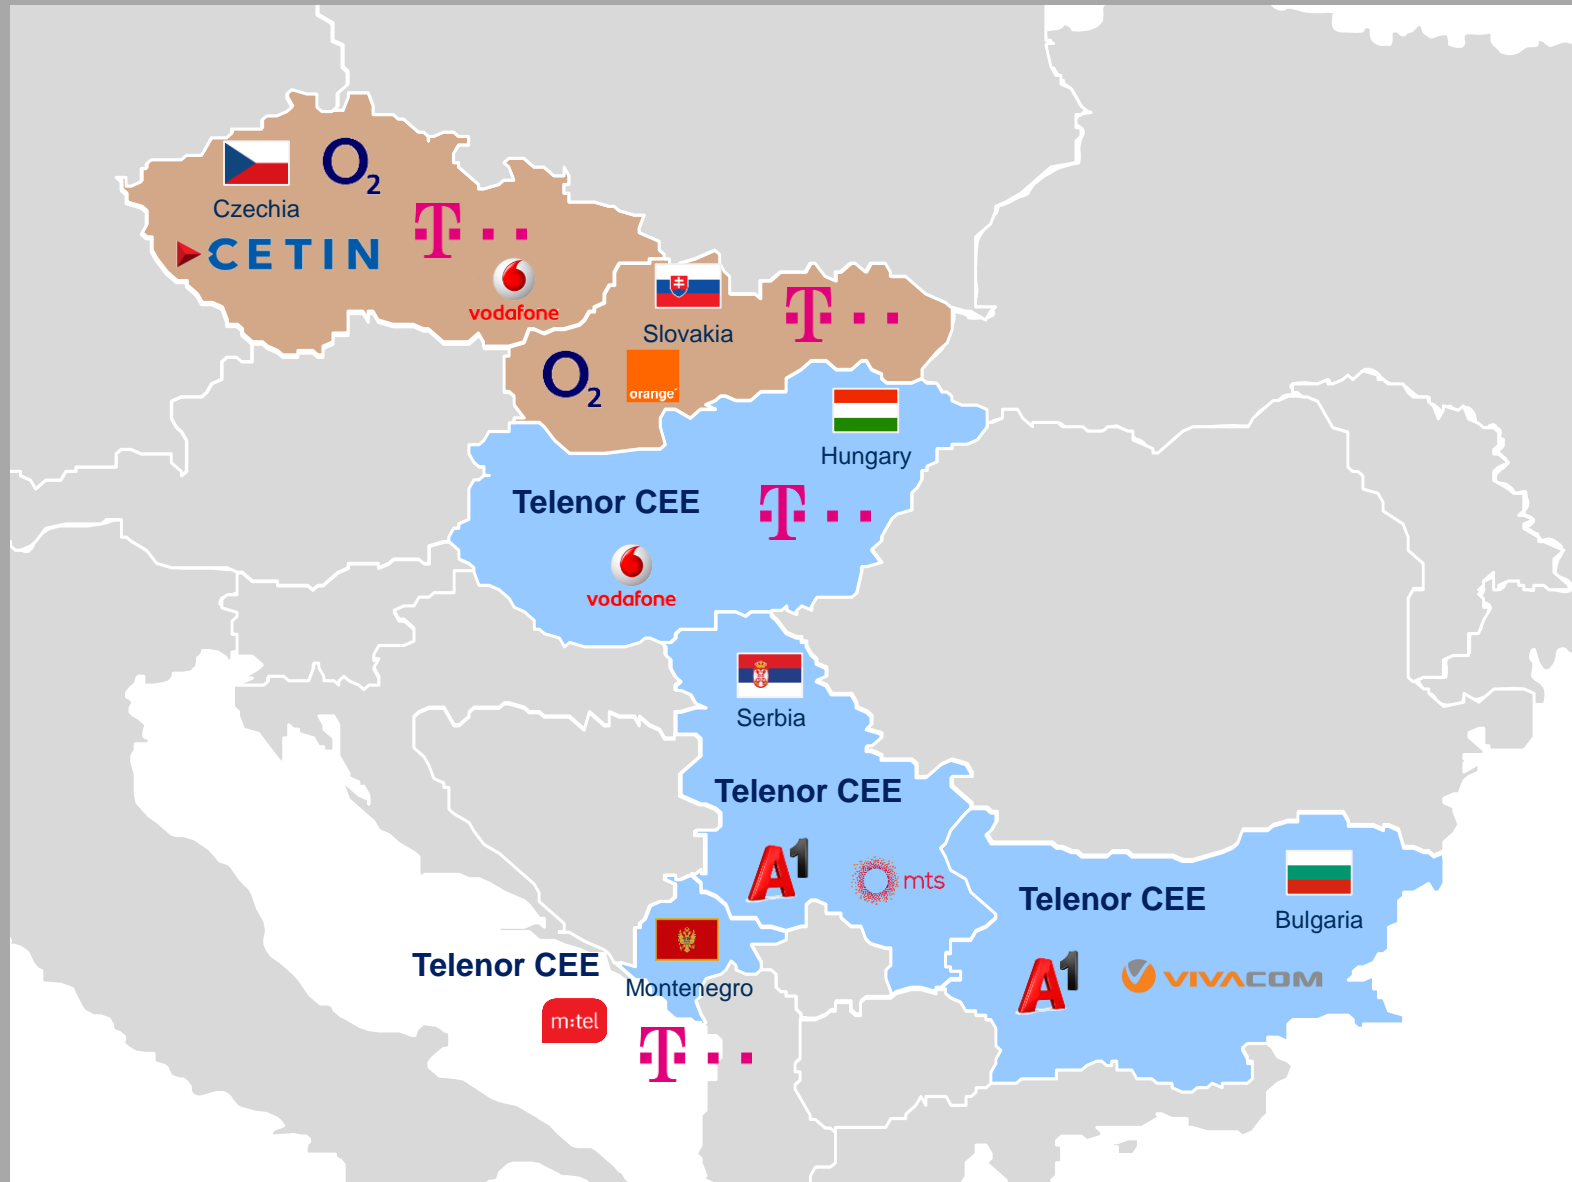 O2
Czechia
T
CETIN
vodafone
Slovakia
T
O2
orange
Hungary
Telenor CEE
T
vodafone
Serbia
Telenor CEE
A1
mts
Telenor CEE
Bulgaria
A1
VIVACOM
Telenor CEE
Montenegro
m:tel
T